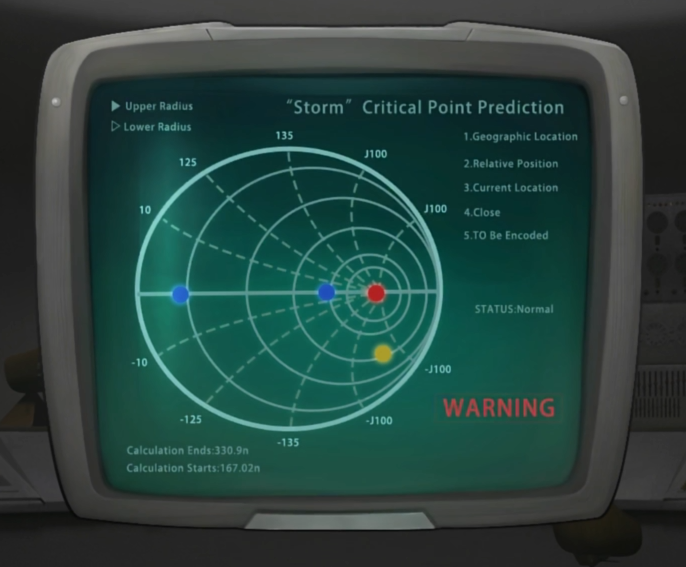 ▶ Upper Radius
▷ Lower Radius
"Storm" Critical Point Prediction
1.Geographic Location
2.Relative Position
3.Current Location
4.Close
5.TO Be Encoded
STATUS:Normal
WARNING
135
J100
125
J100
10
-10
-J100
-125
-J100
-135
Calculation Ends:330.9n
Calculation Starts:167.02n